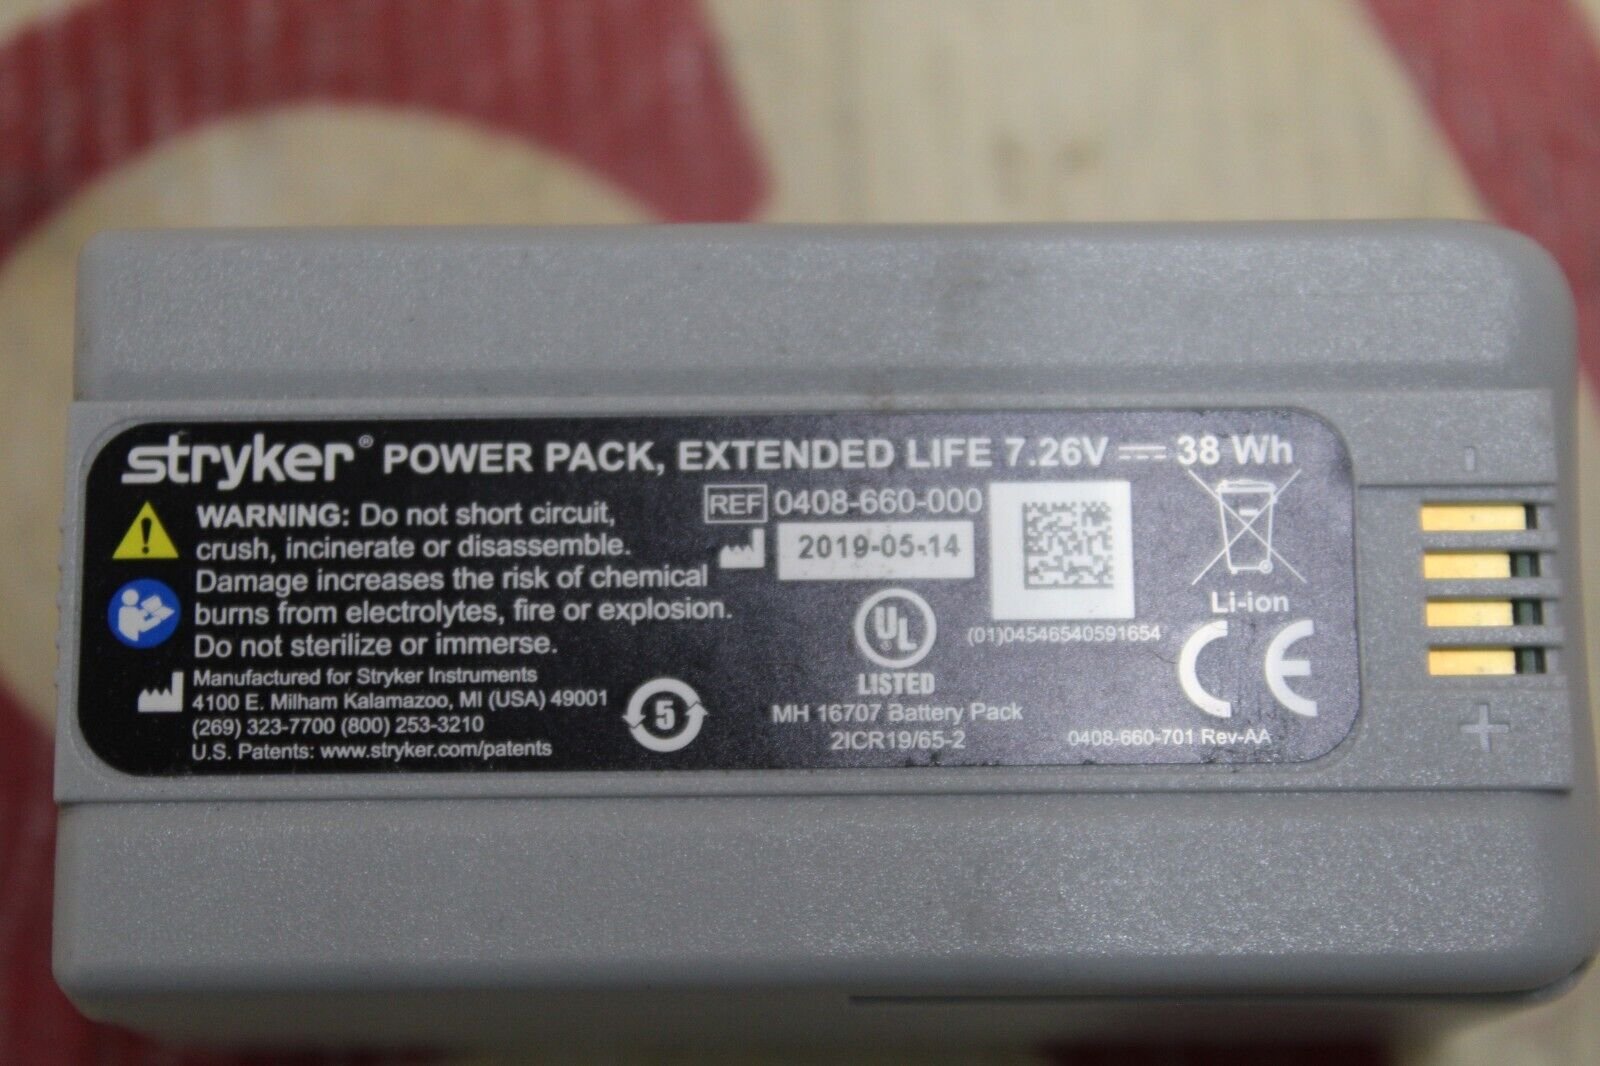 stryker® POWER PACK, EXTENDED LIFE 7.26V ⎓ 38 Wh
WARNING: Do not short circuit,
crush, incinerate or disassemble.
Damage increases the risk of chemical
burns from electrolytes, fire or explosion.
Do not sterilize or immerse.
Manufactured for Stryker Instruments
4100 E. Milham Kalamazoo, MI (USA) 49001
(269) 323-7700 (800) 253-3210
U.S. Patents: www.stryker.com/patents
5
REF 0408-660-000
2019-05-14
UL
LISTED
MH 16707 Battery Pack
2ICR19/65-2
(01)04546540591654
Li-ion
CE
0408-660-701 Rev-AA
-
+